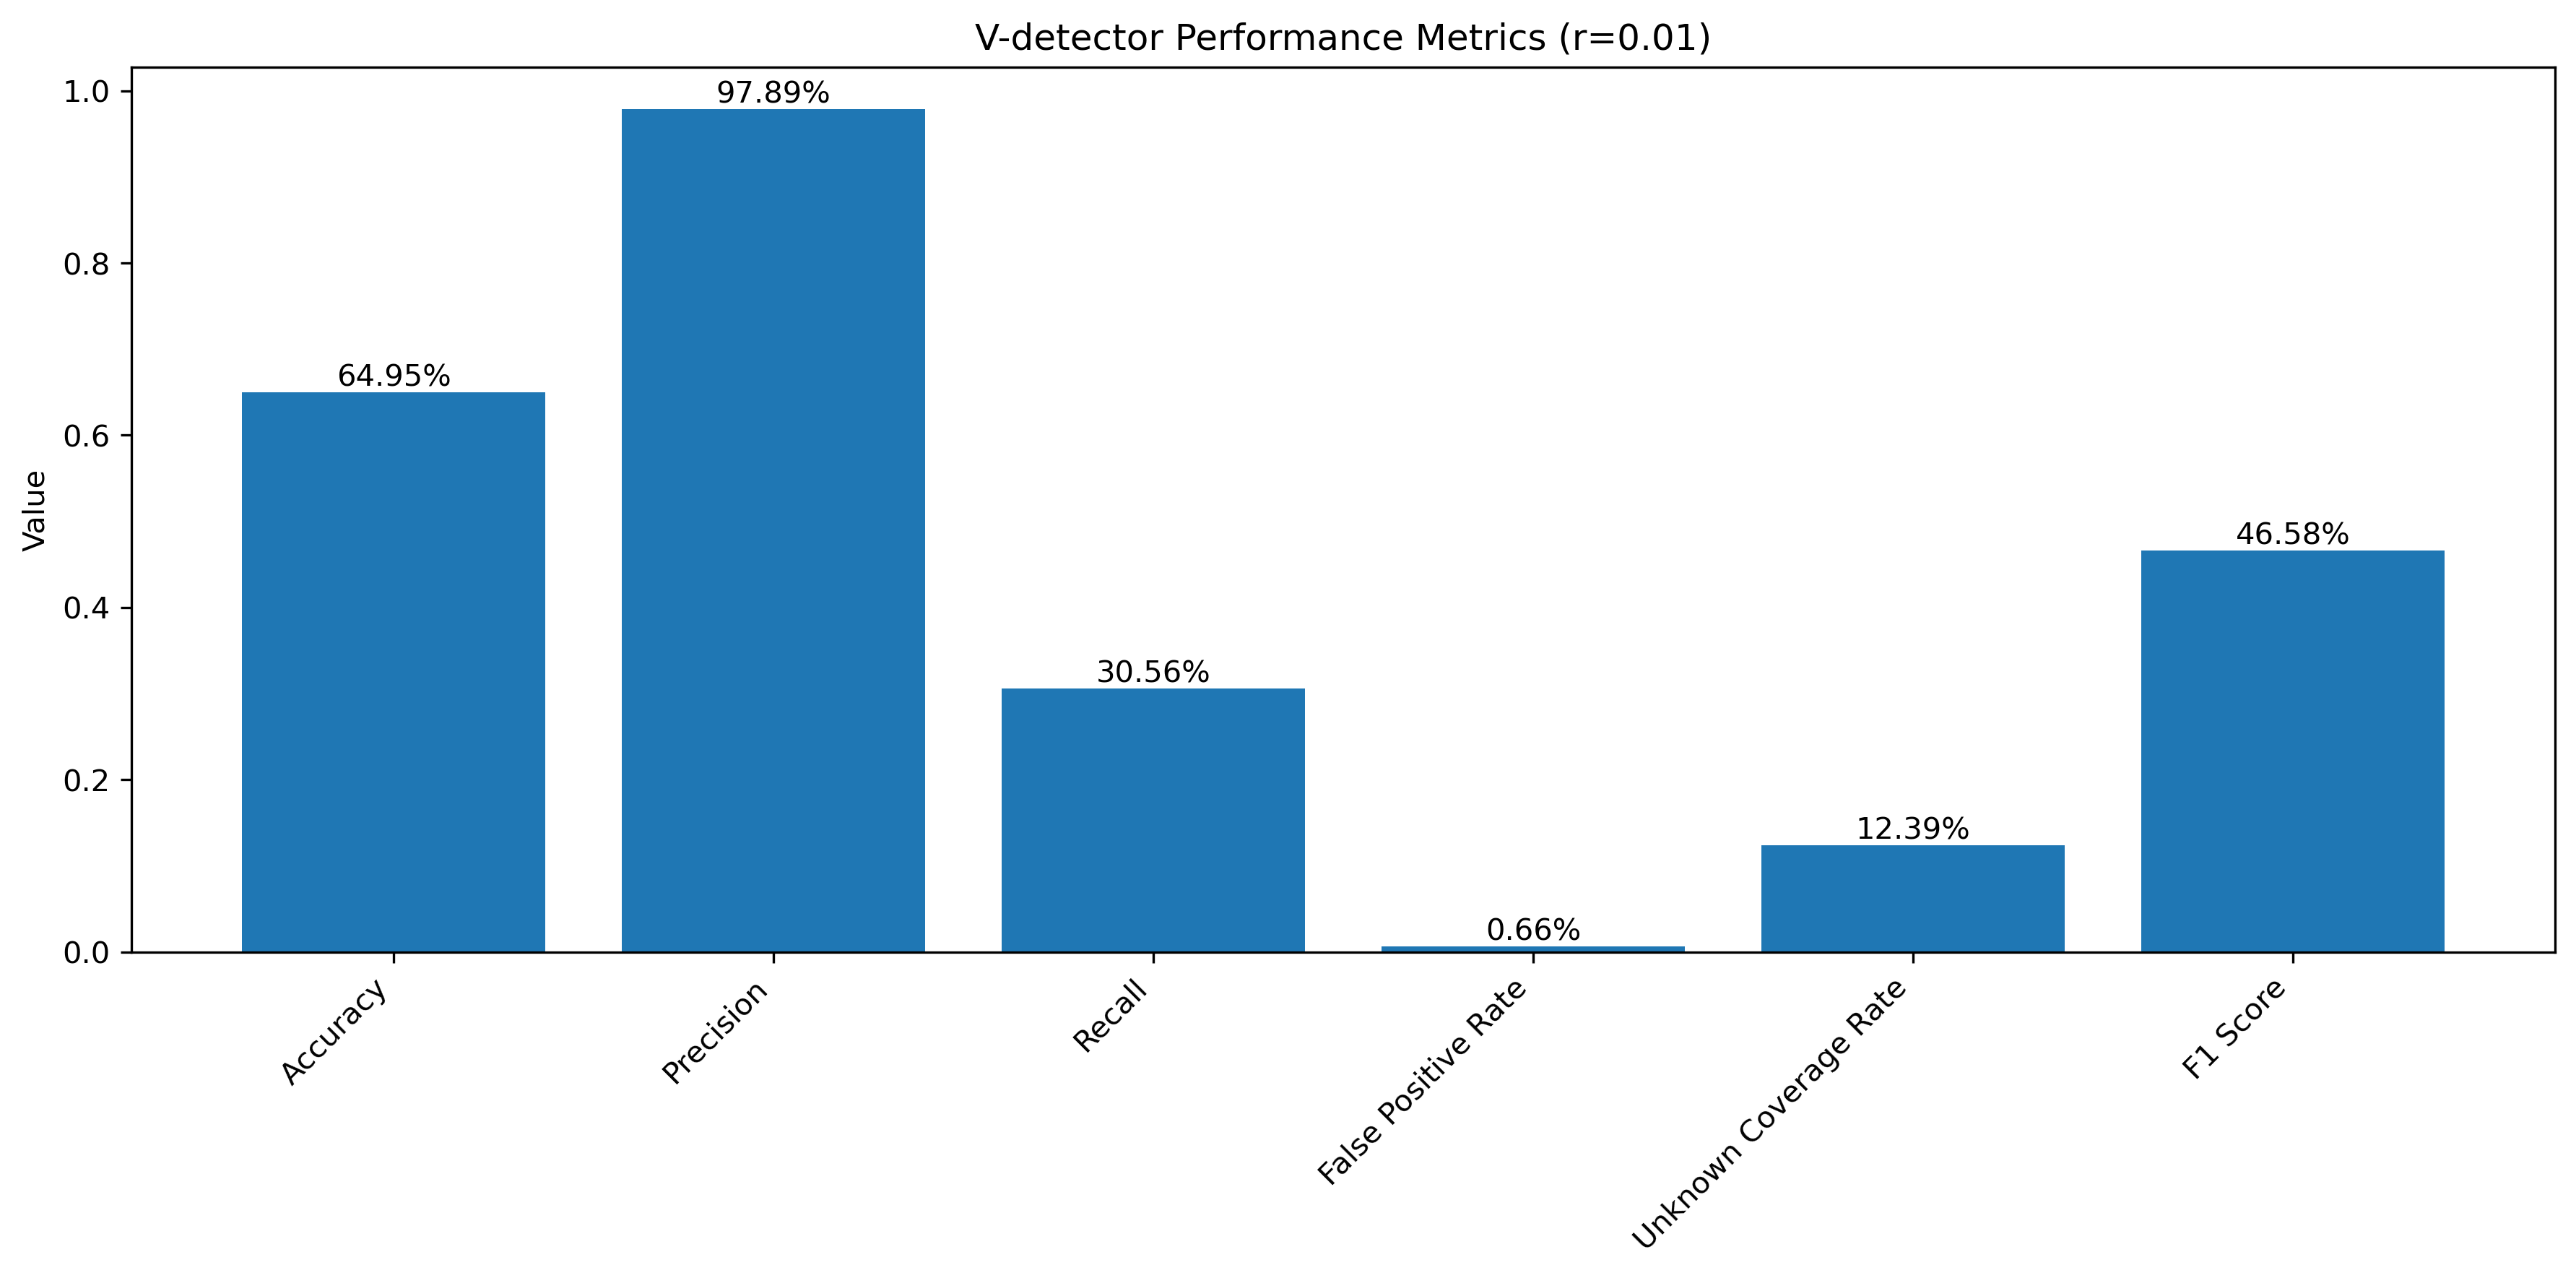 V-detector Performance Metrics (r=0.01)
1.0
0.8
0.6
0.4
0.2
0.0
Value
64.95%
97.89%
30.56%
0.66%
12.39%
46.58%
Accuracy
Precision
Recall
False Positive Rate
Unknown Coverage Rate
F1 Score